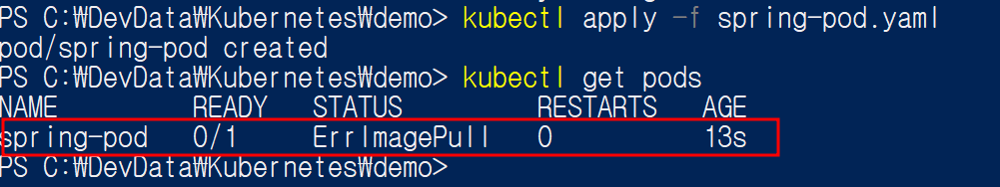 PS C:₩DevData₩Kubernetes₩demo> kubectl apply -f spring-pod.yaml
pod/spring-pod created
PS C:₩DevData₩Kubernetes₩demo> kubectl get pods
NAME READY STATUS RESTARTS AGE
spring-pod 0/1 ErrImagePull 0 13s
PS C:₩DevData₩Kubernetes₩demo>